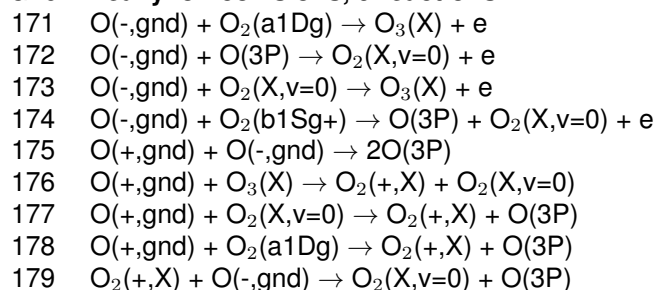 171 O(-,gnd) + O₂(a1Dg) → O₃(X) + e
172 O(-,gnd) + O(3P) → O₂(X,v=0) + e
173 O(-,gnd) + O₂(X,v=0) → O₃(X) + e
174 O(-,gnd) + O₂(b1Sg+) → O(3P) + O₂(X,v=0) + e
175 O(+,gnd) + O(-,gnd) → 2O(3P)
176 O(+,gnd) + O₃(X) → O₂(+,X) + O₂(X,v=0)
177 O(+,gnd) + O₂(X,v=0) → O₂(+,X) + O(3P)
178 O(+,gnd) + O₂(a1Dg) → O₂(+,X) + O(3P)
179 O₂(+,X) + O(-,gnd) → O₂(X,v=0) + O(3P)